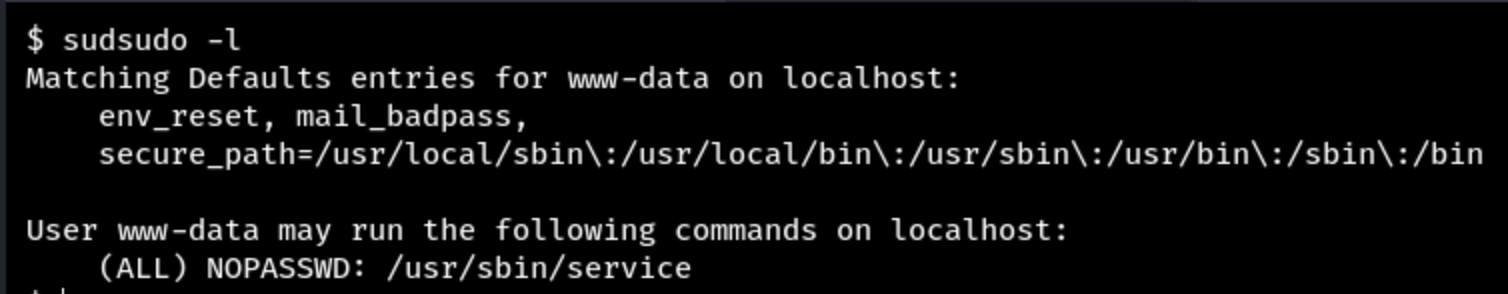 $ sudsudo -l
Matching Defaults entries for www-data on localhost:
env_reset, mail_badpass,
secure_path=/usr/local/sbin\:/usr/local/bin\:/usr/sbin\:/usr/bin\:/sbin\:/bin
User www-data may run the following commands on localhost:
(ALL) NOPASSWD: /usr/sbin/service